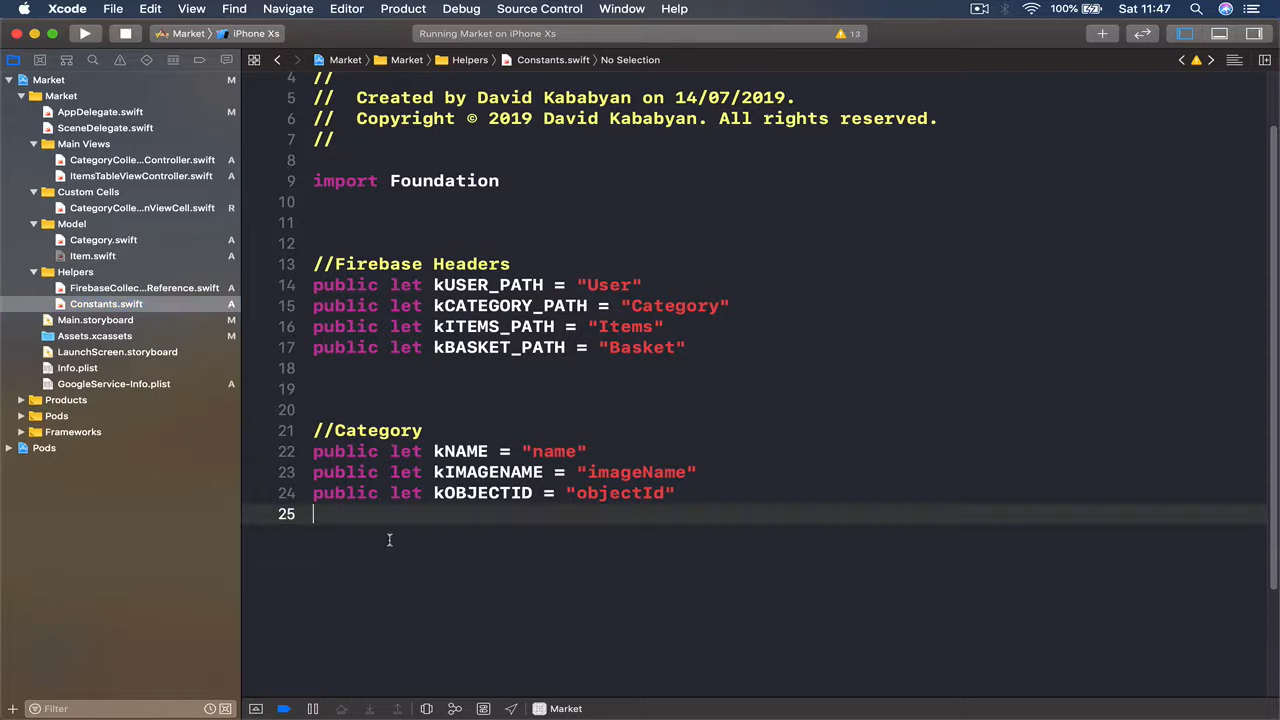 Xcode File Edit View Find Navigate Editor Product Debug Source Control Window Help 100% Sat 11:47
Market iPhone Xs Running Market on iPhone Xs 13
Market Market Helpers Constants.swift No Selection
Market M
Market
AppDelegate.swift M
SceneDelegate.swift
Main Views
CategoryColle...Controller.swift A
ItemsTableViewController.swift A
Custom Cells
CategoryColle...nViewCell.swift R
Model
Category.swift A
Item.swift A
Helpers
FirebaseCollec...Reference.swift A
Constants.swift A
Main.storyboard M
Assets.xcassets M
LaunchScreen.storyboard
Info.plist
GoogleService-Info.plist A
Products
Pods
Frameworks
Pods
Filter
4 //
5 // Created by David Kababyan on 14/07/2019.
6 // Copyright © 2019 David Kababyan. All rights reserved.
7 //
8
9 import Foundation
10
11
12
13 //Firebase Headers
14 public let kUSER_PATH = "User"
15 public let kCATEGORY_PATH = "Category"
16 public let kITEMS_PATH = "Items"
17 public let kBASKET_PATH = "Basket"
18
19
20
21 //Category
22 public let kNAME = "name"
23 public let kIMAGENAME = "imageName"
24 public let kOBJECTID = "objectId"
25
Market